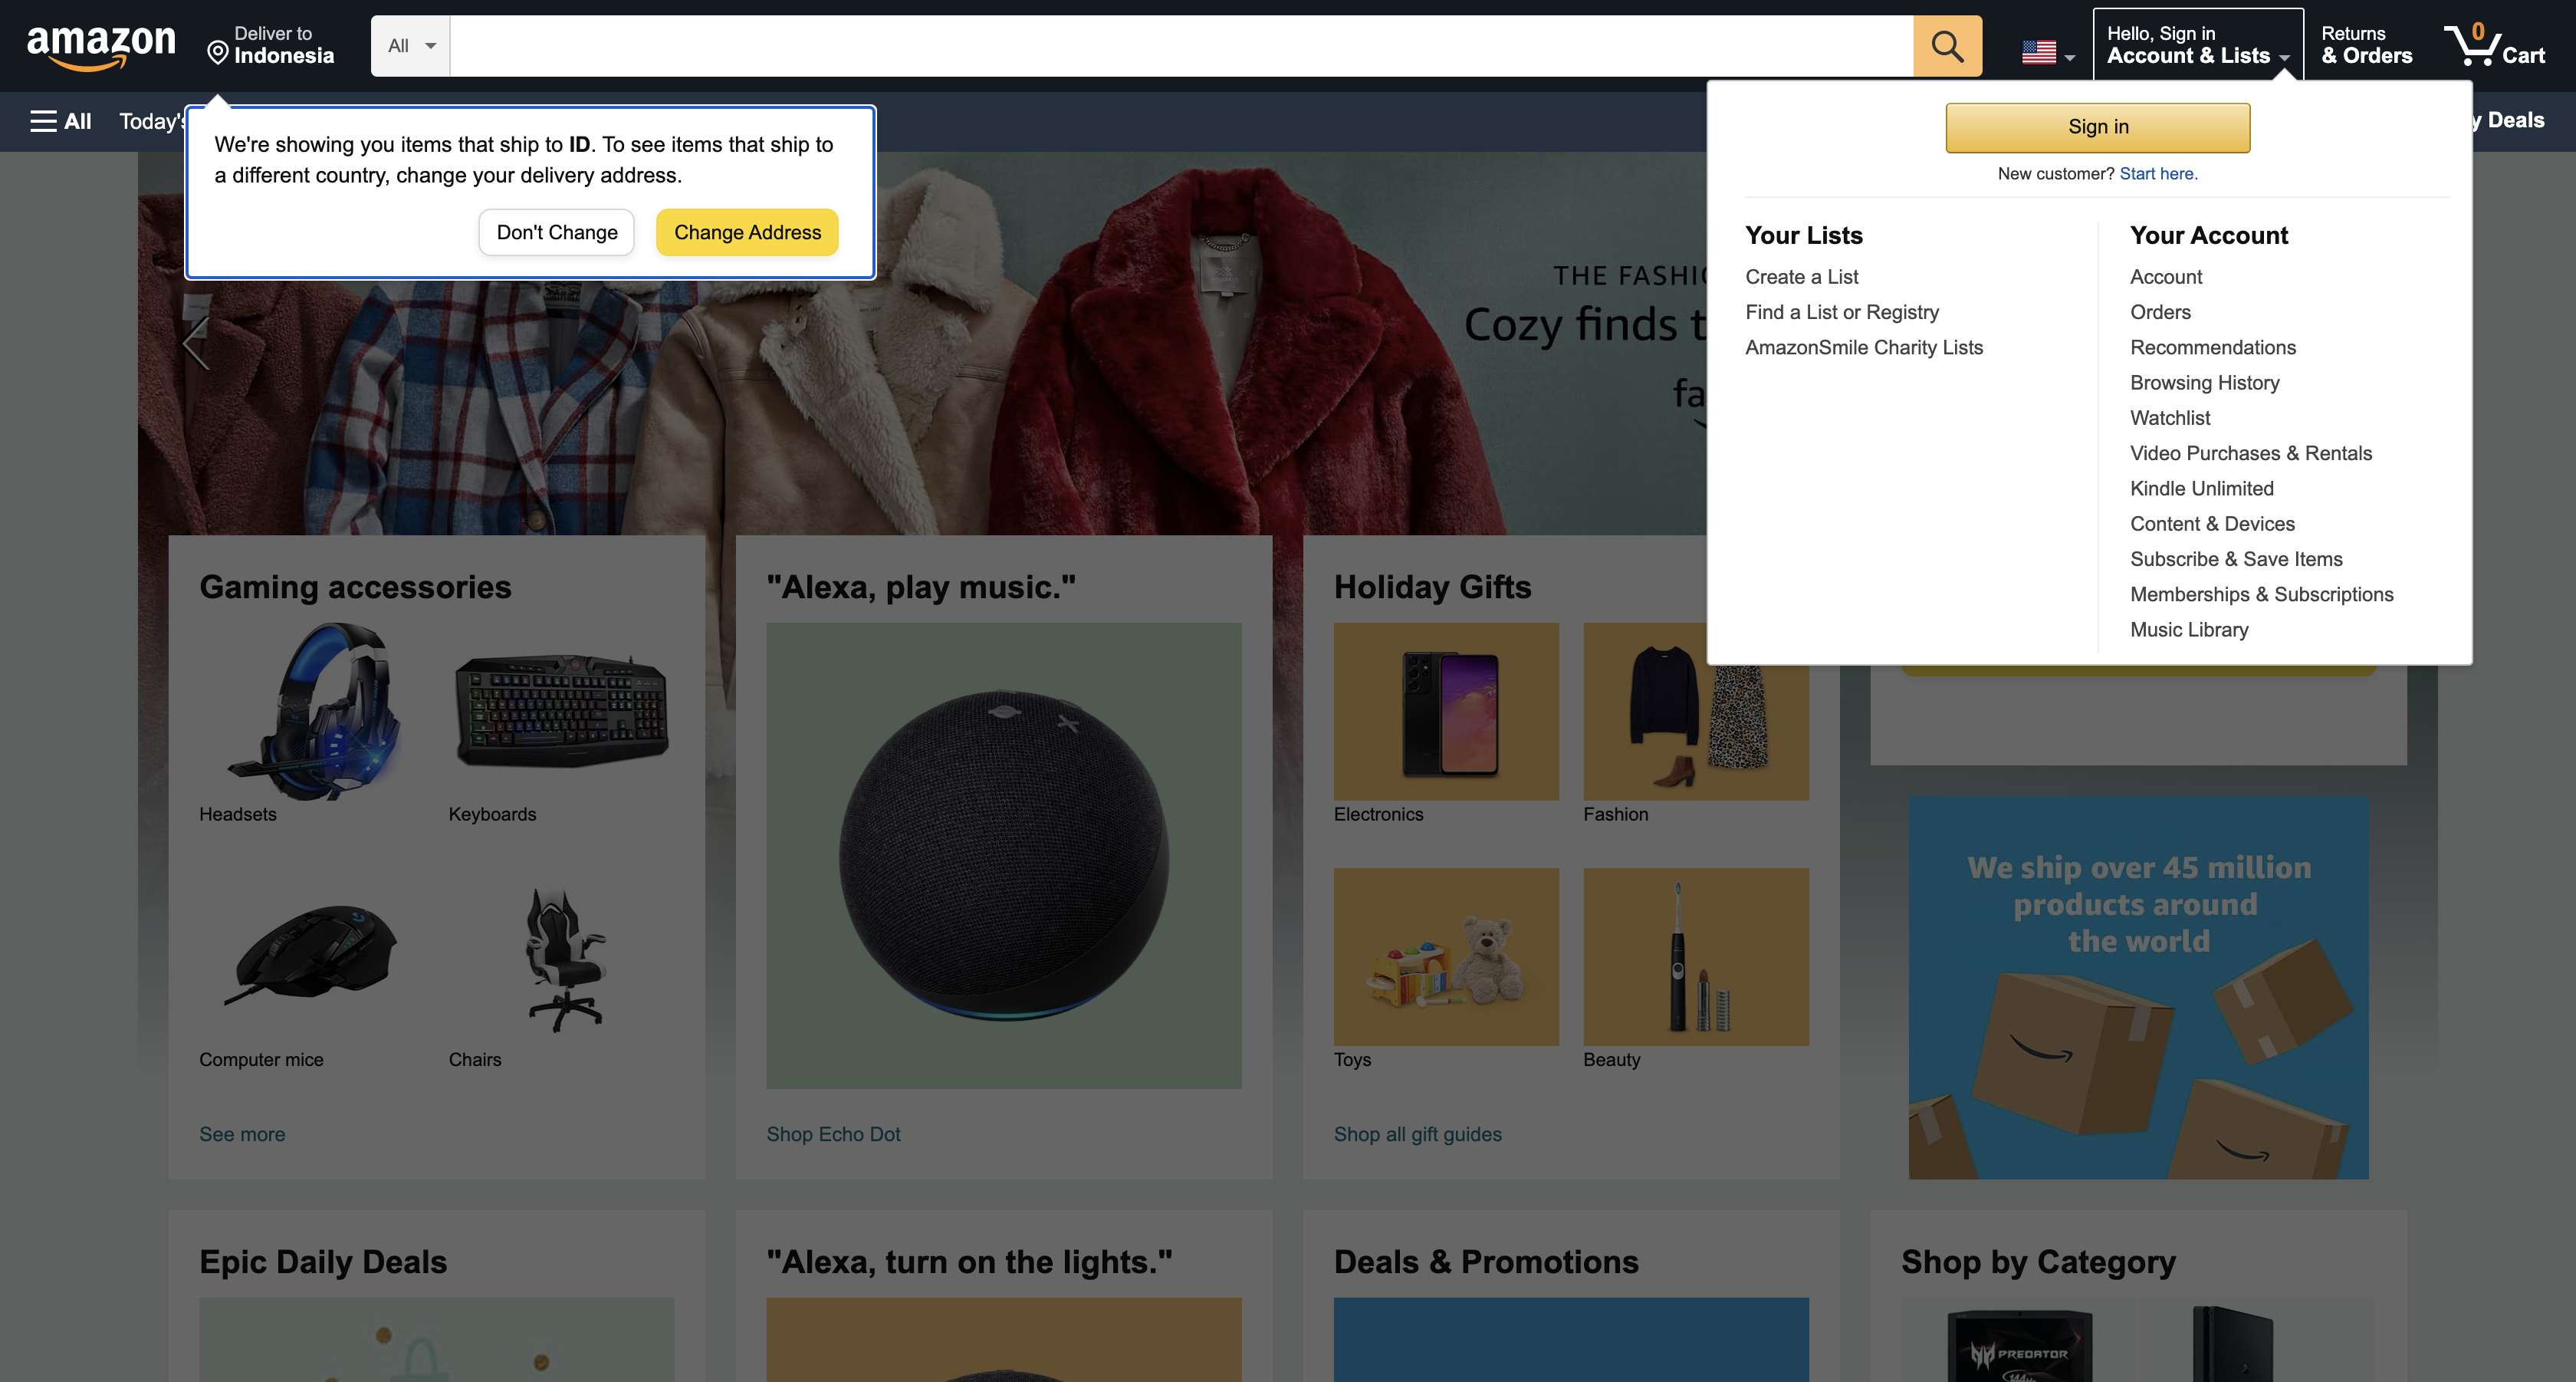 amazon
Deliver to
Indonesia
All
Hello, Sign in
Account & Lists
Returns
& Orders
0
Cart
All
Today's
y Deals
We're showing you items that ship to ID. To see items that ship to
a different country, change your delivery address.
Don't Change
Change Address
Sign in
New customer? Start here.
Your Lists
Create a List
Find a List or Registry
AmazonSmile Charity Lists
Your Account
Account
Orders
Recommendations
Browsing History
Watchlist
Video Purchases & Rentals
Kindle Unlimited
Content & Devices
Subscribe & Save Items
Memberships & Subscriptions
Music Library
THE FASHIO
Cozy finds t
fa
Gaming accessories
Headsets
Keyboards
Computer mice
Chairs
See more
"Alexa, play music."
Shop Echo Dot
Holiday Gifts
Electronics
Fashion
Toys
Beauty
Shop all gift guides
We ship over 45 million
products around
the world
Epic Daily Deals
"Alexa, turn on the lights."
Deals & Promotions
Shop by Category
PREDATOR
144Hz